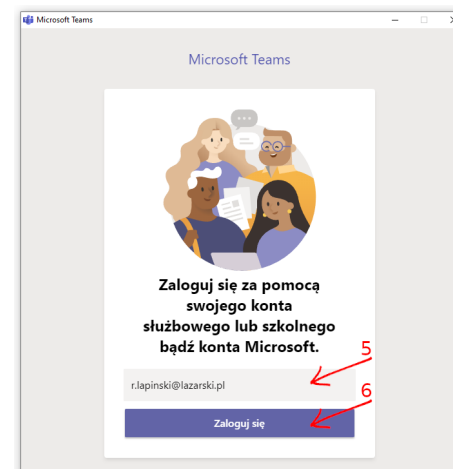 Microsoft Teams
Microsoft Teams
Zaloguj się za pomocą
swojego konta
służbowego lub szkolnego
bądź konta Microsoft.
5
r.lapinski@lazarski.pl
6
Zaloguj się